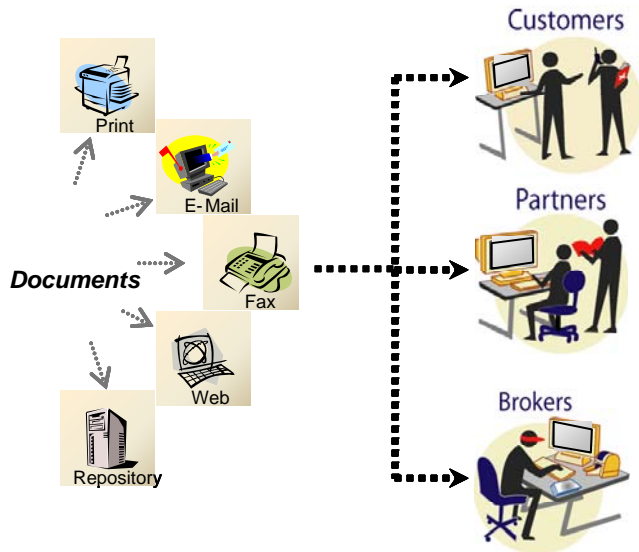 Customers
Print
E-Mail
Partners
Documents
Fax
Web
Brokers
Repository